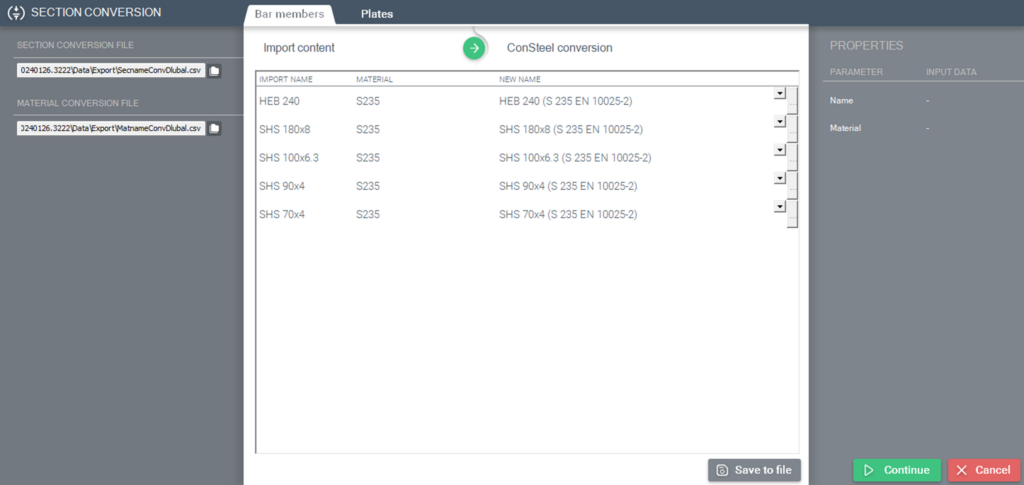 SECTION CONVERSION
Bar members
Plates
SECTION CONVERSION FILE
0240126.3222\Data\Export\SecnameConvDlubal.csv
MATERIAL CONVERSION FILE
0240126.3222\Data\Export\MatnameConvDlubal.csv
Import content
ConSteel conversion
IMPORT NAME MATERIAL NEW NAME
HEB 240 S235 HEB 240 (S 235 EN 10025-2)
SHS 180x8 S235 SHS 180x8 (S 235 EN 10025-2)
SHS 100x6.3 S235 SHS 100x6.3 (S 235 EN 10025-2)
SHS 90x4 S235 SHS 90x4 (S 235 EN 10025-2)
SHS 70x4 S235 SHS 70x4 (S 235 EN 10025-2)
PROPERTIES
PARAMETER INPUT DATA
Name -
Material -
Save to file
Continue
Cancel